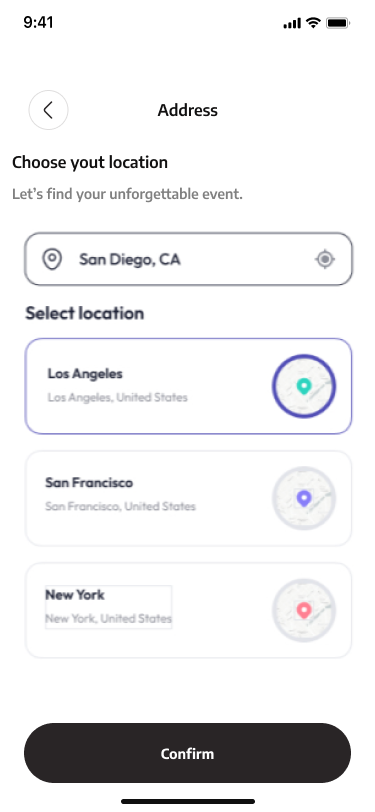 9:41
Address
Choose yout location
Let's find your unforgettable event.
San Diego, CA
Select location
Los Angeles
Los Angeles, United States
San Francisco
San Francisco, United States
New York
New York, United States
Confirm